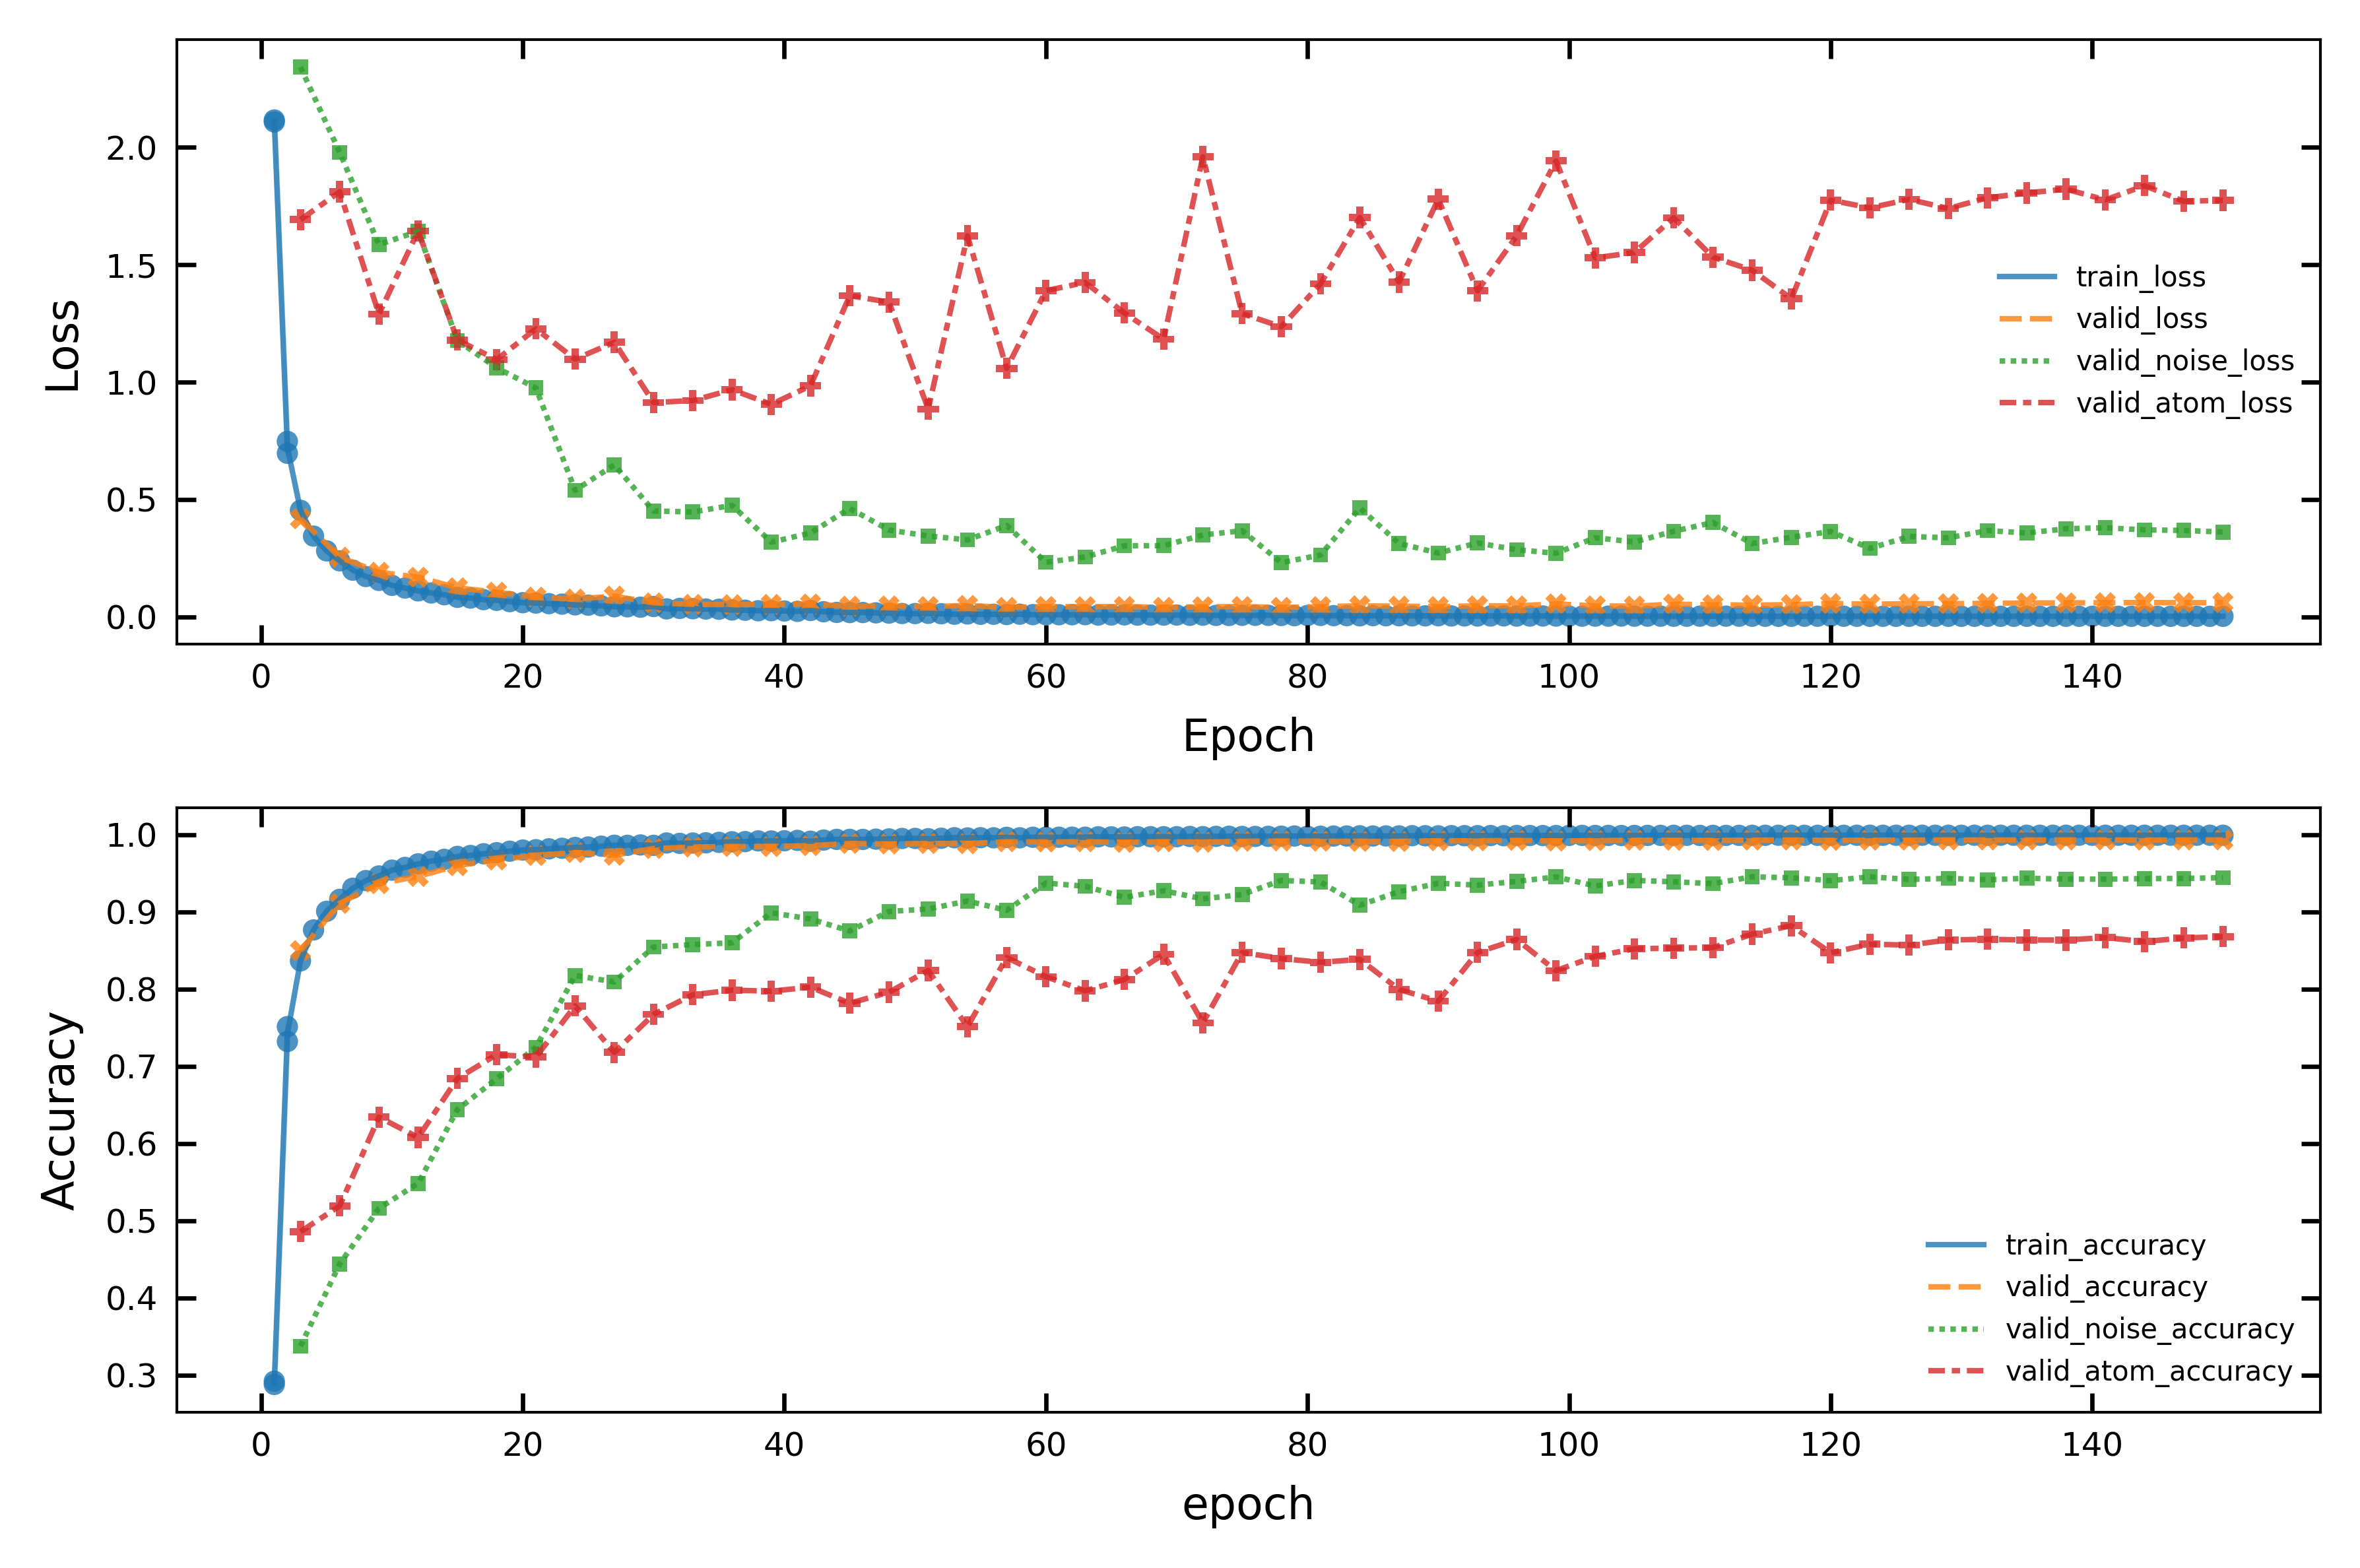 2.0
1.5
1.0
0.5
0.0
Loss
train_loss
valid_loss
valid_noise_loss
valid_atom_loss
0 20 40 60 80 100 120 140
Epoch
1.0
0.9
0.8
0.7
0.6
0.5
0.4
0.3
Accuracy
train_accuracy
valid_accuracy
valid_noise_accuracy
valid_atom_accuracy
0 20 40 60 80 100 120 140
epoch